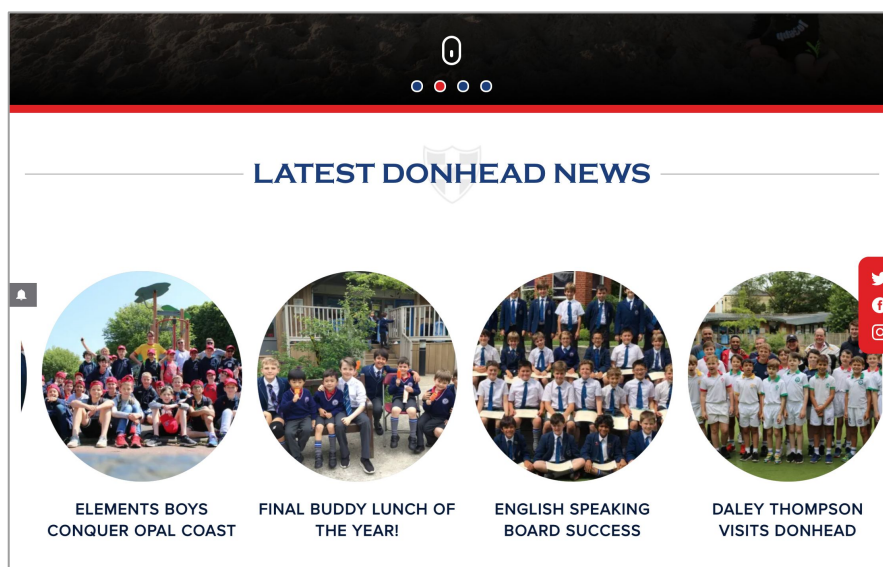 LATEST DONHEAD NEWS
ELEMENTS BOYS
CONQUER OPAL COAST
FINAL BUDDY LUNCH OF
THE YEAR!
ENGLISH SPEAKING
BOARD SUCCESS
DALEY THOMPSON
VISITS DONHEAD